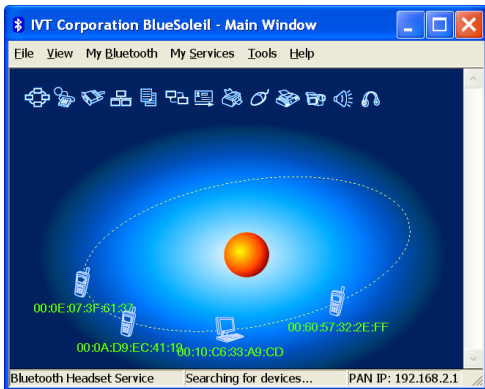 IVT Corporation BlueSoleil - Main Window
File View My Bluetooth My Services Tools Help
00:0E:07:3F:61:37
00:60:57:32:2E:FF
00:0A:D9:EC:41:19
00:10:C6:33:A9:CD
Bluetooth Headset Service Searching for devices... PAN IP: 192.168.2.1